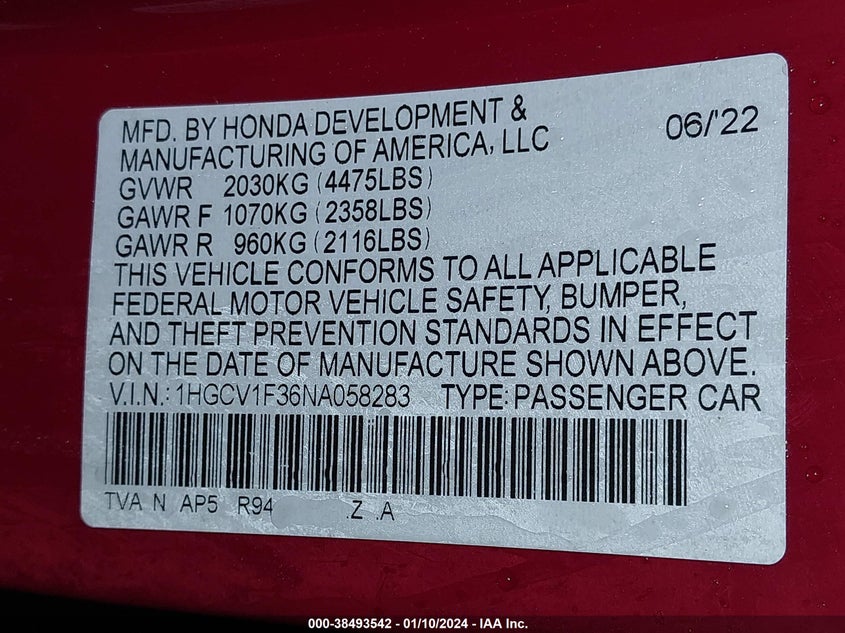 MFD. BY HONDA DEVELOPMENT & 06/'22
MANUFACTURING OF AMERICA, LLC
GVWR 2030KG (4475LBS)
GAWR F 1070KG (2358LBS)
GAWR R 960KG (2116LBS)
THIS VEHICLE CONFORMS TO ALL APPLICABLE
FEDERAL MOTOR VEHICLE SAFETY, BUMPER,
AND THEFT PREVENTION STANDARDS IN EFFECT
ON THE DATE OF MANUFACTURE SHOWN ABOVE.
V.I.N.: 1HGCV1F36NA058283 TYPE: PASSENGER CAR
TVA N AP5 R94 .Z .A
000-38493542 - 01/10/2024 - IAA Inc.